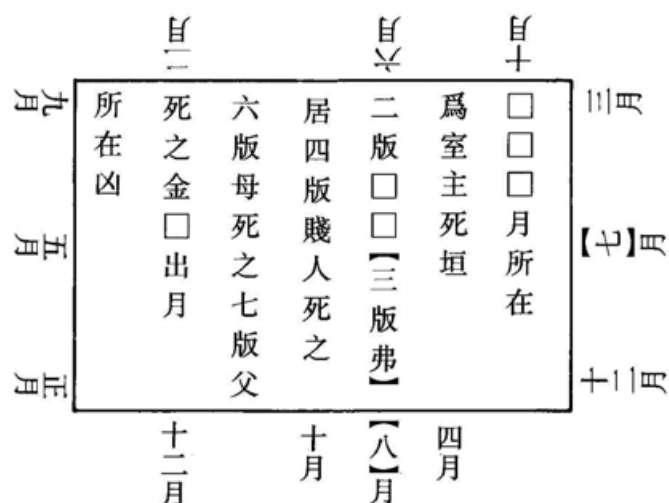 十月
六月
二月
三月
【七】月
十二月
□□□月所在
爲室主死垣
二版□□【三版弗】
居四版賤人死之
六版母死之七版父
死之金□出月
所在凶
九月
五月
正月
四月
【八】月
十月
十二月